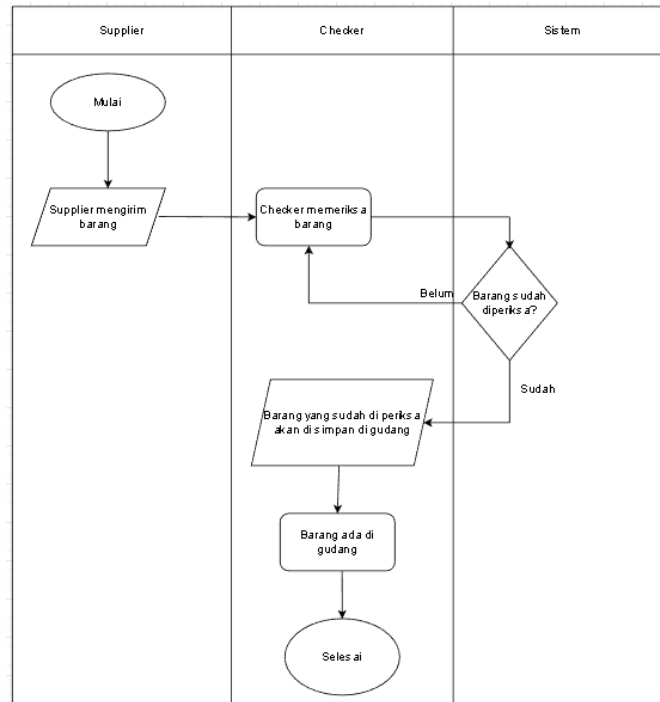 Supplier
Checker
Sistem
Mulai
Supplier mengirim
barang
Checker memeriksa
barang
Belum
Barang sudah
diperiksa?
Sudah
Barang yang sudah di periksa
akan di simpan di gudang
Barang ada di
gudang
Selesai